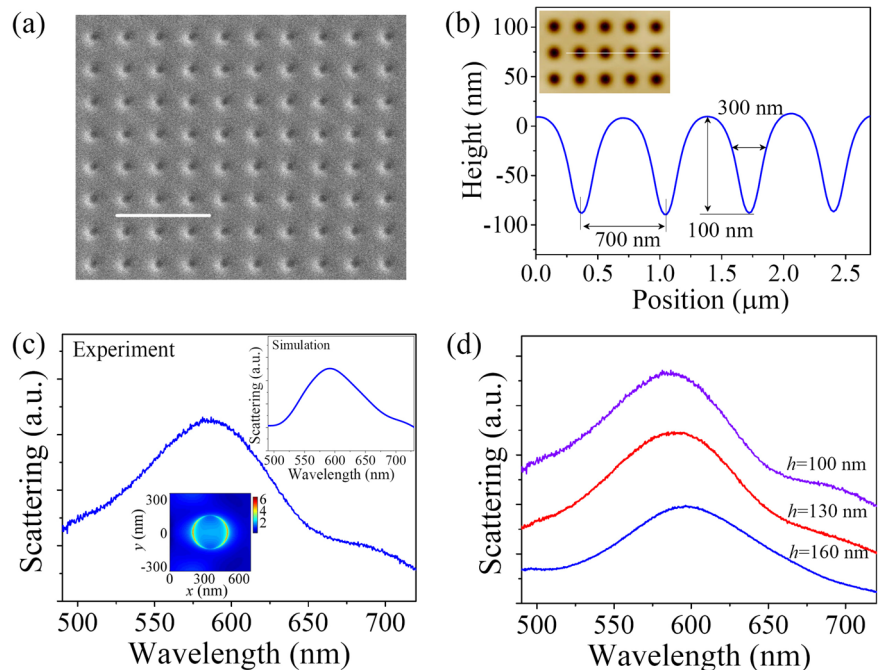 (a)
(b)
100
75
50
0
-50
-100
Height (nm)
300 nm
700 nm
100 nm
0.0
0.5
1.0
1.5
2.0
2.5
Position (μm)
(c)
Experiment
Scattering (a.u.)
Simulation
Scattering (a.u.)
500
550
600
650
700
Wavelength (nm)
300
0
-300
y (nm)
6
4
2
0
300
600
x (nm)
500
550
600
650
700
Wavelength (nm)
(d)
Scattering (a.u.)
h=100 nm
h=130 nm
h=160 nm
500
550
600
650
700
Wavelength (nm)